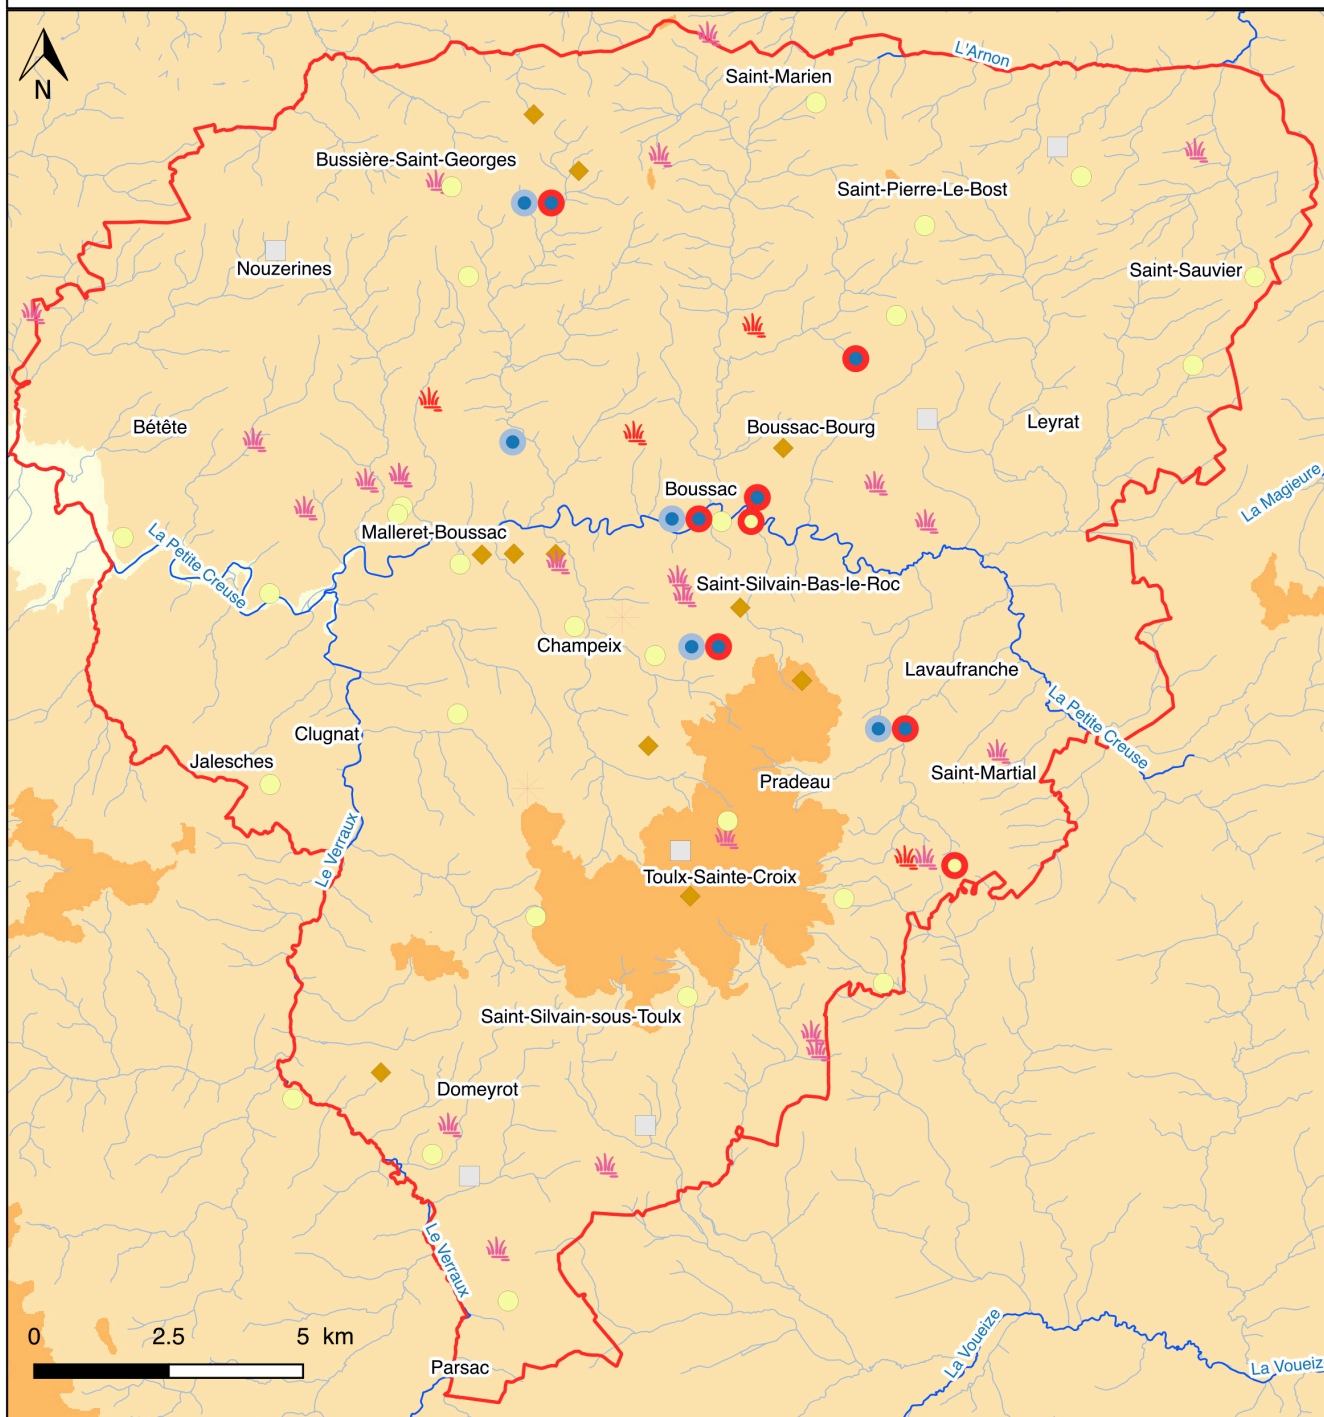 L'Arnon
Saint-Marien
N
Bussière-Saint-Georges
Saint-Pierre-Le-Bost
Nouzerines
Saint-Sauvier
Bétête
Boussac-Bourg
Leyrat
Boussac
La Magieure
Malleret-Boussac
La Petite Creuse
Saint-Silvain-Bas-le-Roc
Champeix
Lavaufranche
La Petite Creuse
Clugnat
Jalesches
Pradeau
Saint-Martial
Le Verraux
Toulx-Sainte-Croix
Saint-Silvain-sous-Toulx
Domeyrot
Le Verraux
0 2.5 5 km
La Voueize
La Voueiz
Parsac